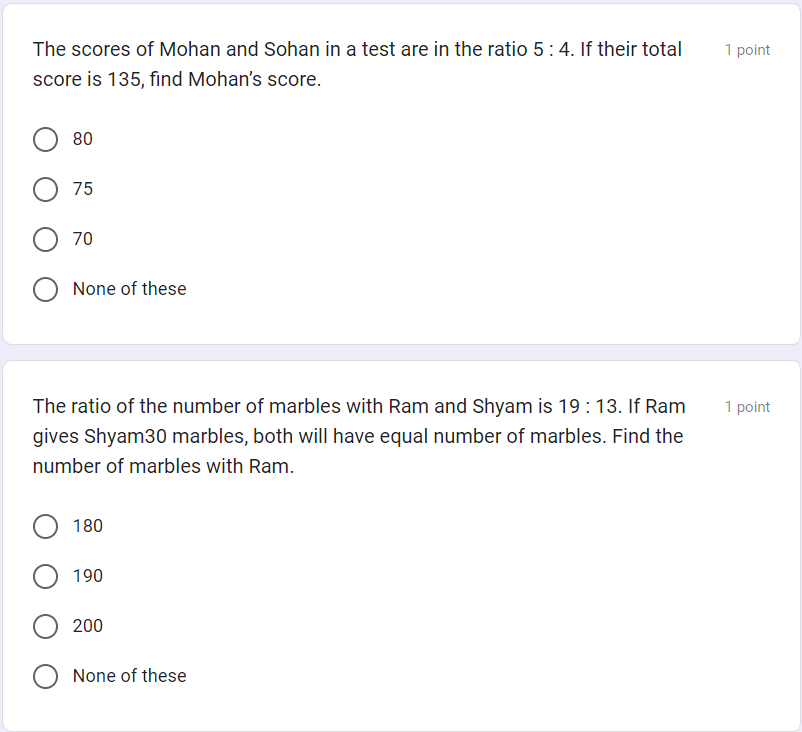 The scores of Mohan and Sohan in a test are in the ratio 5 : 4. If their total
1 point
score is 135, find Mohan’s score.
80
75
70
None of these
The ratio of the number of marbles with Ram and Shyam is 19 : 13. If Ram
1 point
gives Shyam30 marbles, both will have equal number of marbles. Find the
number of marbles with Ram.
180
190
200
None of these